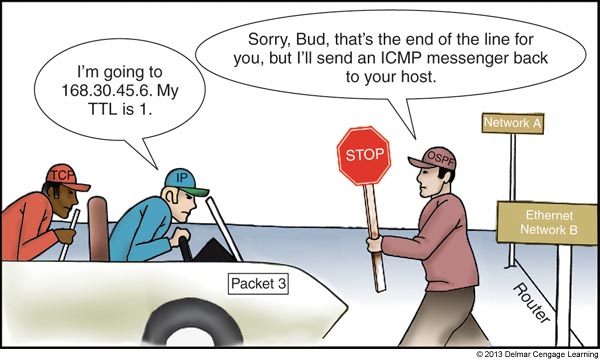 I'm going to
168.30.45.6. My
TTL is 1.
Sorry, Bud, that's the end of the line for
you, but I'll send an ICMP messenger back
to your host.
TCP
IP
STOP
OSPF
Network A
Ethernet
Network B
Packet 3
Router
© 2013 Delmar Cengage Learning